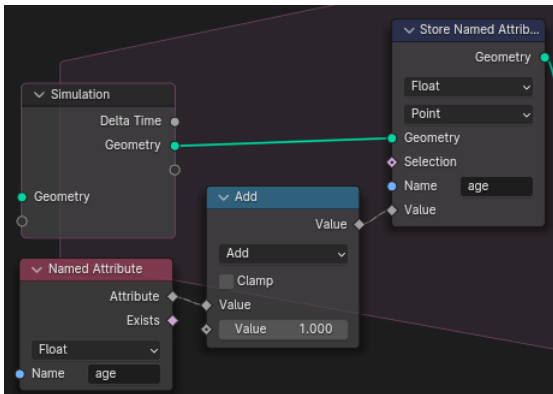 Store Named Attrib...
Geometry
Float
Point
Geometry
Selection
Name age
Value
Simulation
Delta Time
Geometry
Geometry
Add
Value
Add
Clamp
Value
Value 1.000
Named Attribute
Attribute
Exists
Float
Name age